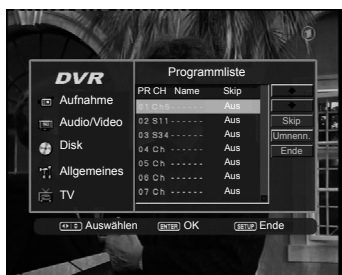 DVR
Programmliste
PR CH Name Skip
Aufnahme
Audio/Video
Disk
Allgemeines
TV
01 Ch5------ Aus
02 S11------ Aus
03 S34------ Aus
04 Ch ------ Aus
05 Ch ------ Aus
06 Ch ------ Aus
07 Ch ------ Aus
Skip
Umnenn.
Ende
Auswählen
ENTER OK
SETUP Ende